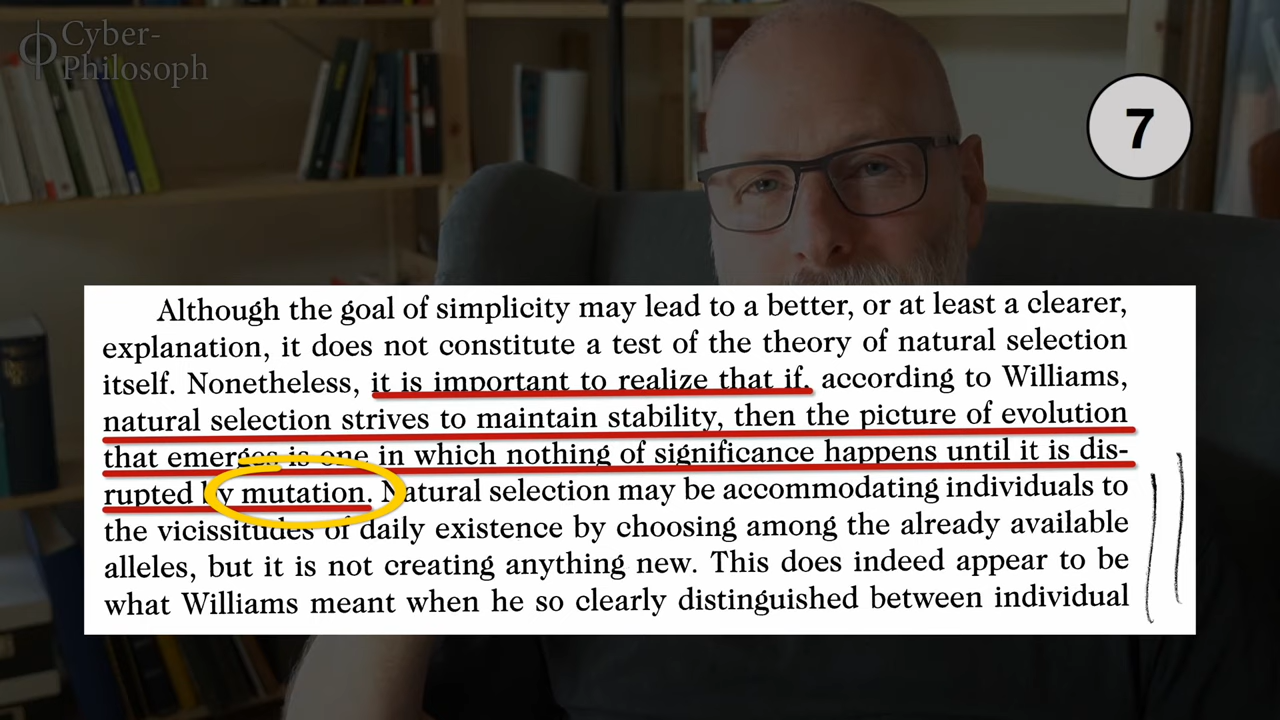 Cyber-
Philosoph
7
Although the goal of simplicity may lead to a better, or at least a clearer,
explanation, it does not constitute a test of the theory of natural selection
itself. Nonetheless, it is important to realize that if, according to Williams,
natural selection strives to maintain stability, then the picture of evolution
that emerges is one in which nothing of significance happens until it is dis-
rupted by mutation. Natural selection may be accommodating individuals to
the vicissitudes of daily existence by choosing among the already available
alleles, but it is not creating anything new. This does indeed appear to be
what Williams meant when he so clearly distinguished between individual